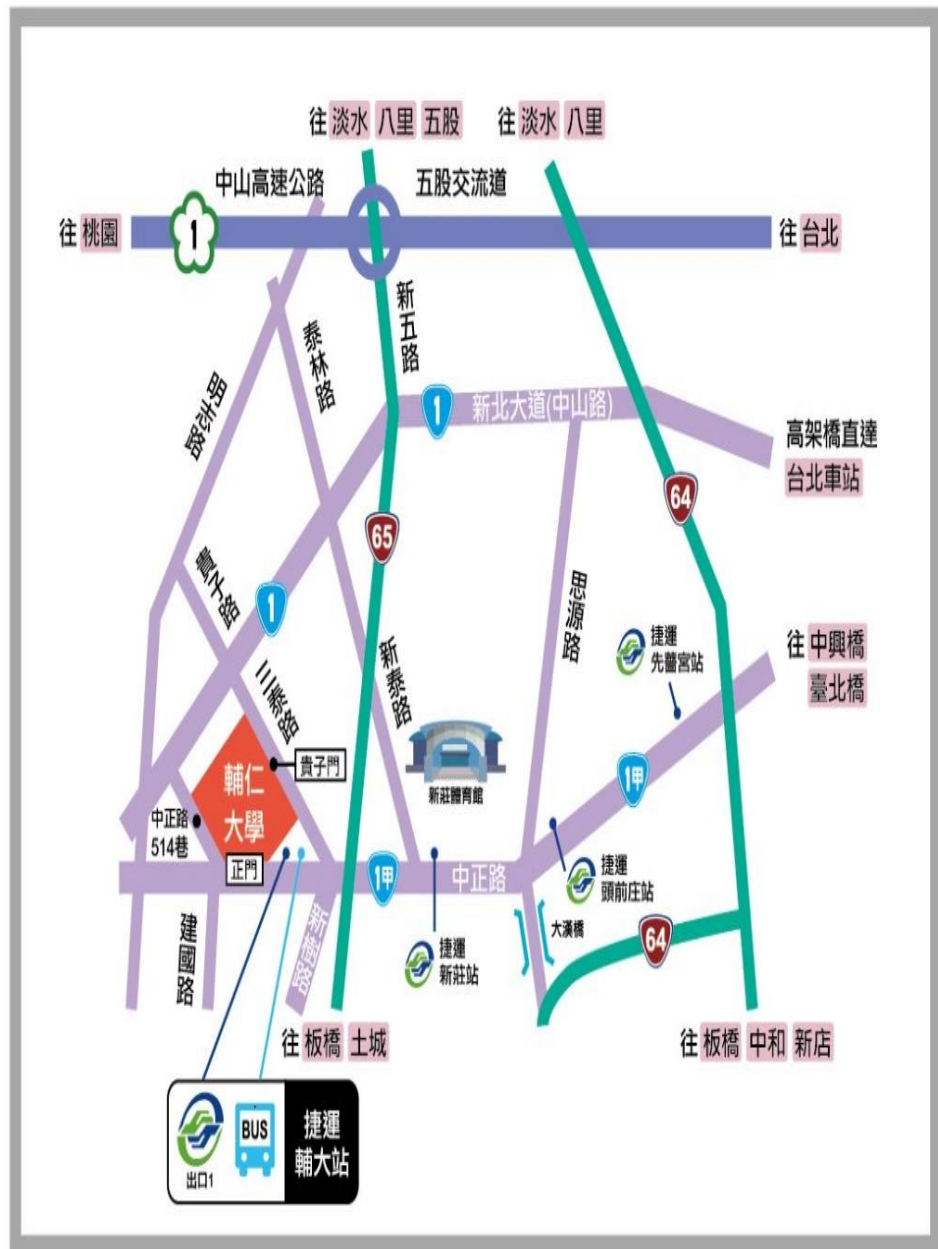 往 淡水 八里 五股
往 淡水 八里
中山高速公路
五股交流道
往 桃園
1
往 台北
新五路
泰林路
明志路
1
新北大道(中山路)
高架橋直達
台北車站
64
65
貴子路
1
思源路
新泰路
捷運
先嗇宮站
往 中興橋
臺北橋
三泰路
貴子門
輔仁
大學
新莊體育館
1甲
中正路
514巷
正門
1甲
中正路
捷運
頭前庄站
建國路
新樹路
捷運
新莊站
大漢橋
64
往 板橋 土城
往 板橋 中和 新店
BUS
出口1
捷運
輔大站